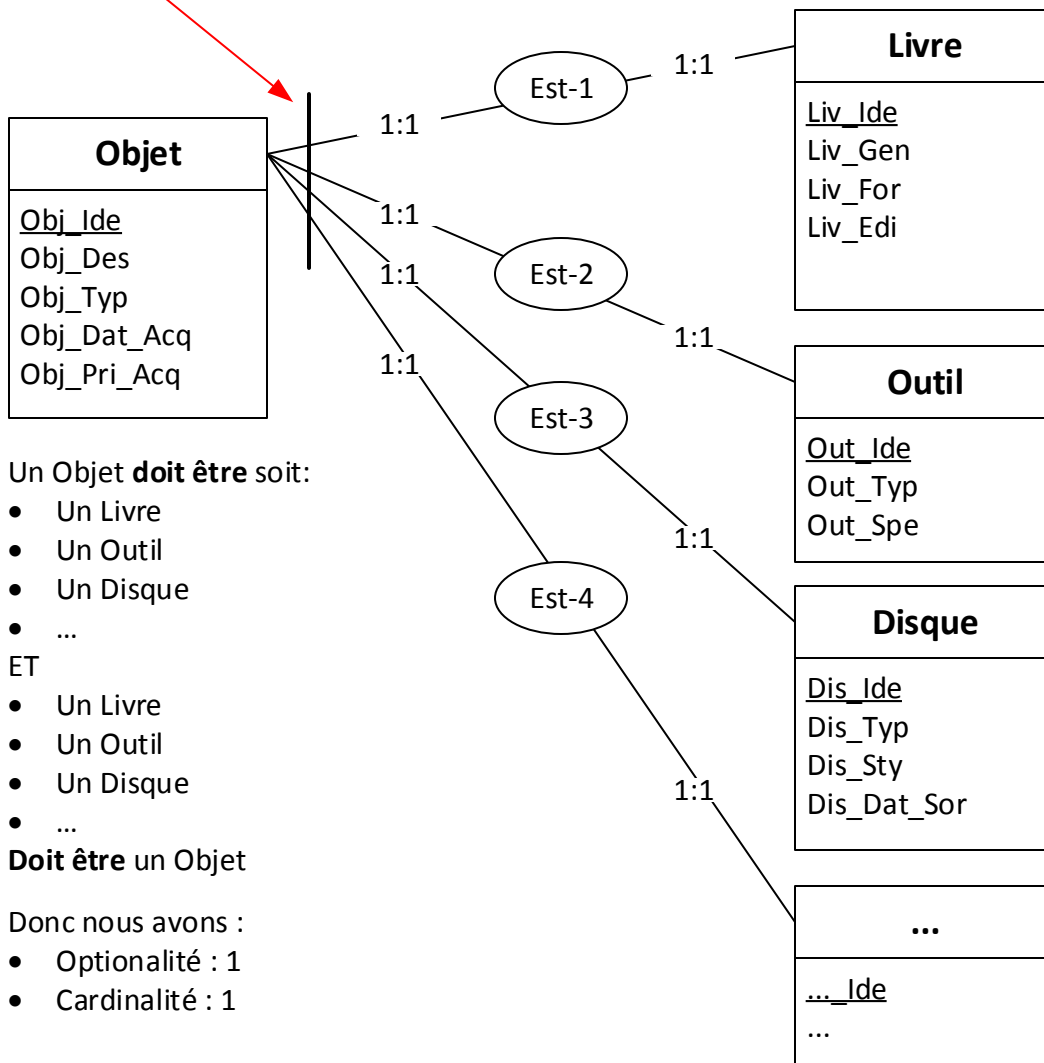 Objet
Obj_Ide
Obj_Des
Obj_Typ
Obj_Dat_Acq
Obj_Pri_Acq
Un Objet doit être soit:
• Un Livre
• Un Outil
• Un Disque
• ...
ET
• Un Livre
• Un Outil
• Un Disque
• ...
Doit être un Objet
Donc nous avons :
• Optionalité : 1
• Cardinalité : 1
1:1
Est-1
1:1
1:1
Est-2
1:1
1:1
Est-3
1:1
1:1
Est-4
1:1
Livre
Liv_Ide
Liv_Gen
Liv_For
Liv_Edi
Outil
Out_Ide
Out_Typ
Out_Spe
Disque
Dis_Ide
Dis_Typ
Dis_Sty
Dis_Dat_Sor
...
..._Ide
...